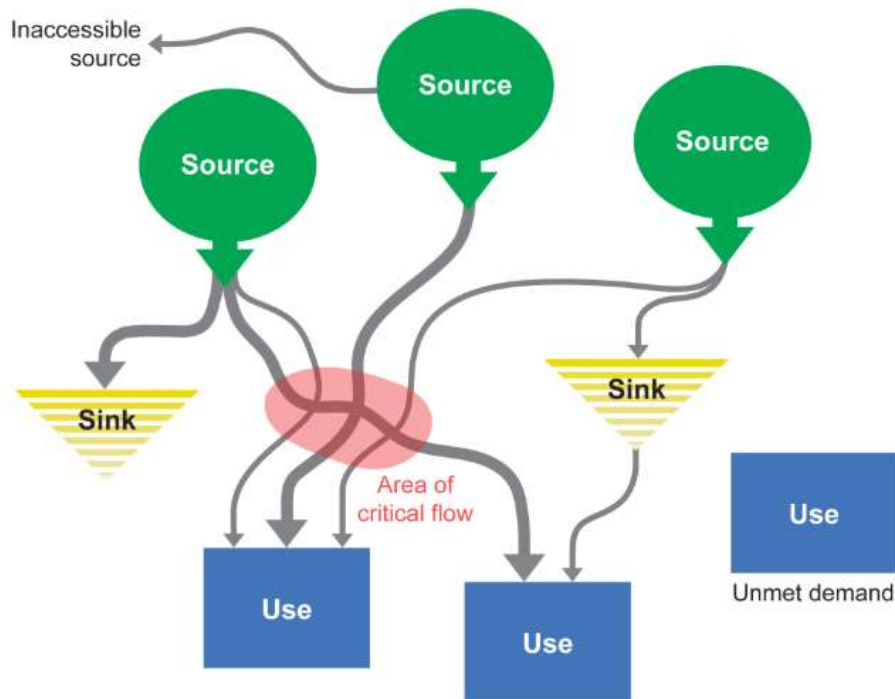 Inaccessible
source
Source
Source
Source
Sink
Sink
Area of
critical flow
Use
Use
Use
Unmet demand